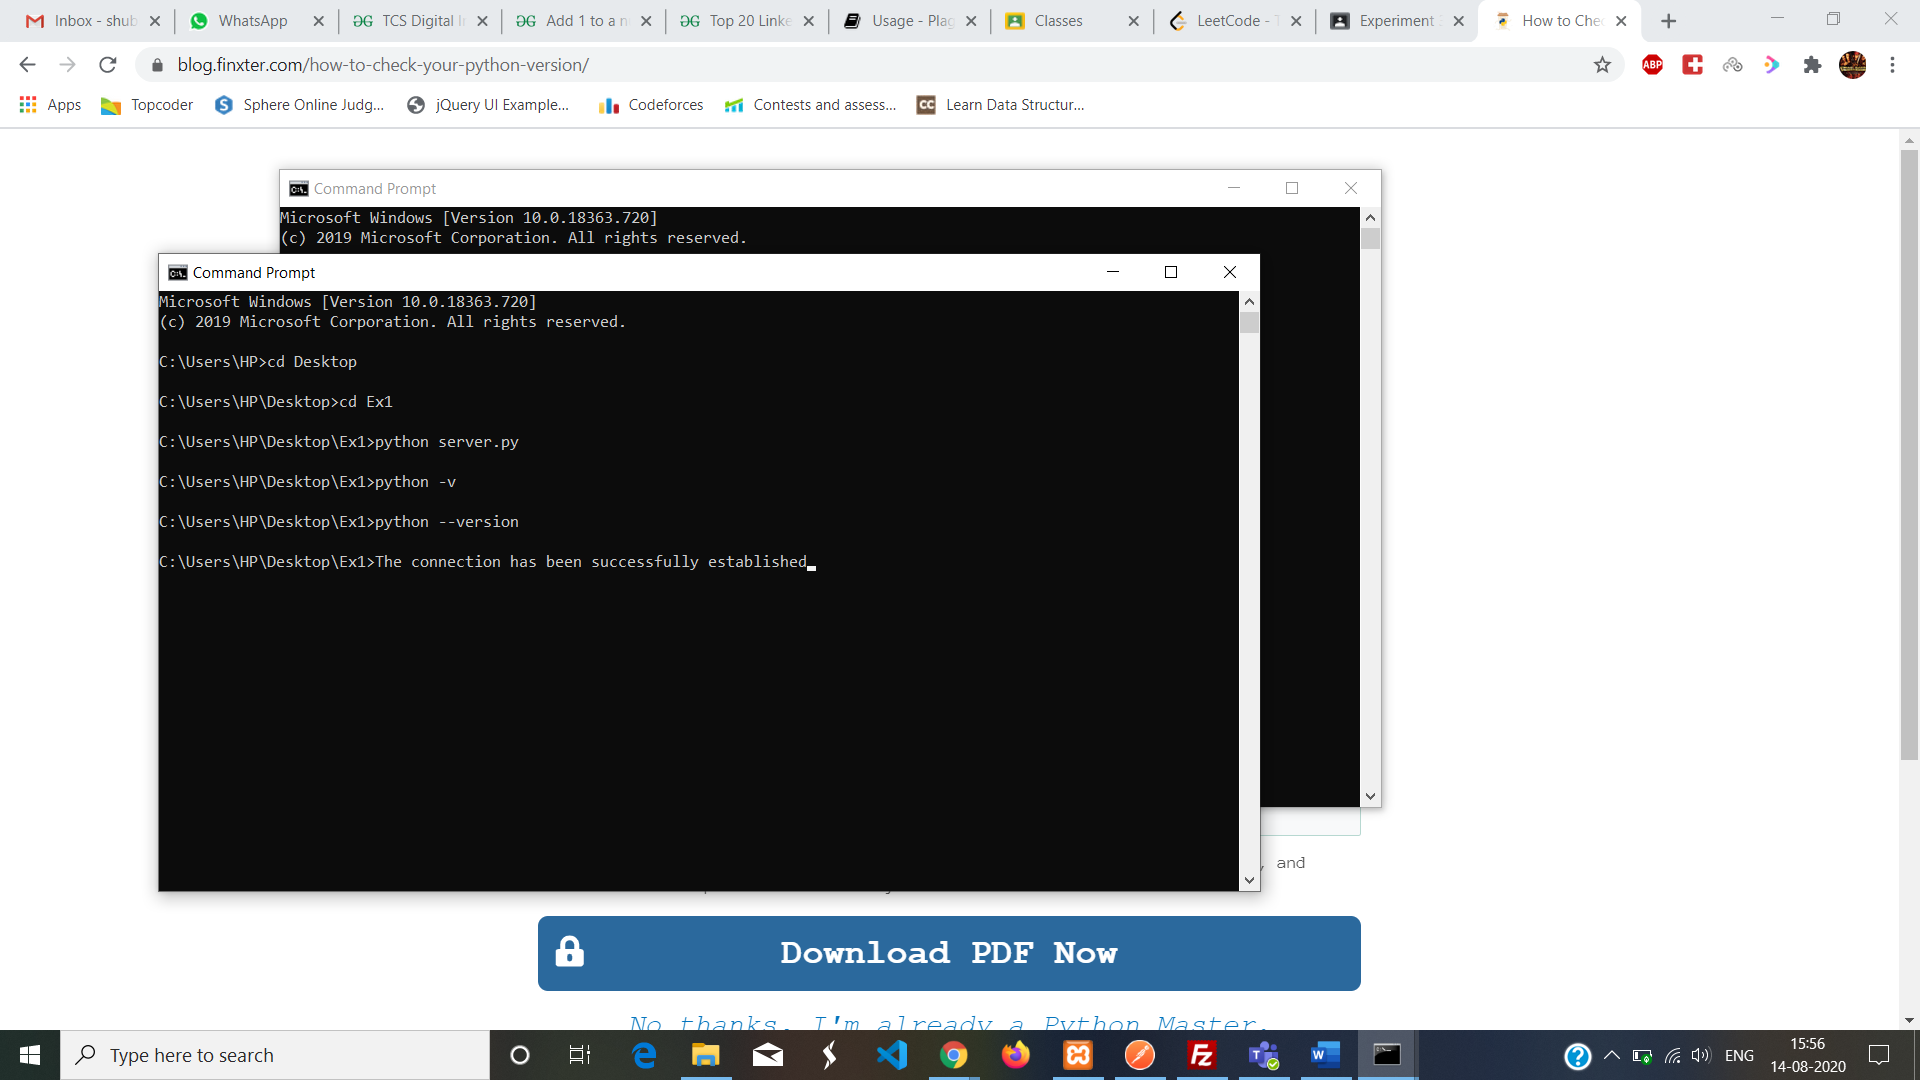 Inbox - shub
WhatsApp
TCS Digital I
Add 1 to a n
Top 20 Linke
Usage - Plag
Classes
LeetCode - T
Experiment
How to Chec
blog.finxter.com/how-to-check-your-python-version/
ABP
Apps
Topcoder
Sphere Online Judg...
jQuery UI Example...
Codeforces
Contests and assess...
CC
Learn Data Structur...
Command Prompt
Microsoft Windows [Version 10.0.18363.720]
(c) 2019 Microsoft Corporation. All rights reserved.
Command Prompt
Microsoft Windows [Version 10.0.18363.720]
(c) 2019 Microsoft Corporation. All rights reserved.
C:\Users\HP>cd Desktop
C:\Users\HP\Desktop>cd Ex1
C:\Users\HP\Desktop\Ex1>python server.py
C:\Users\HP\Desktop\Ex1>python -v
C:\Users\HP\Desktop\Ex1>python --version
C:\Users\HP\Desktop\Ex1>The connection has been successfully established
, and
Download PDF Now
No thanks, I'm already a Python Master.
Type here to search
ENG
15:56
14-08-2020